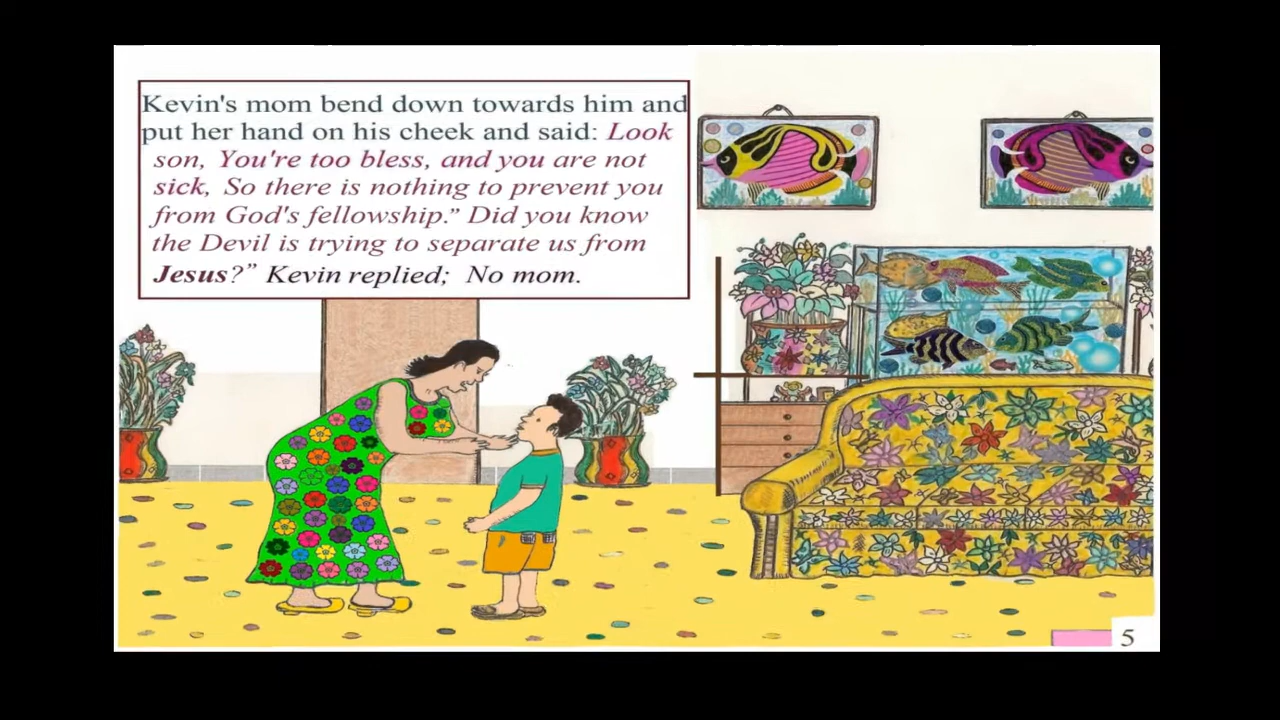 Kevin's mom bend down towards him and
put her hand on his cheek and said: Look
son, You're too bless, and you are not
sick, So there is nothing to prevent you
from God's fellowship.” Did you know
the Devil is trying to separate us from
Jesus?” Kevin replied; No mom.
5